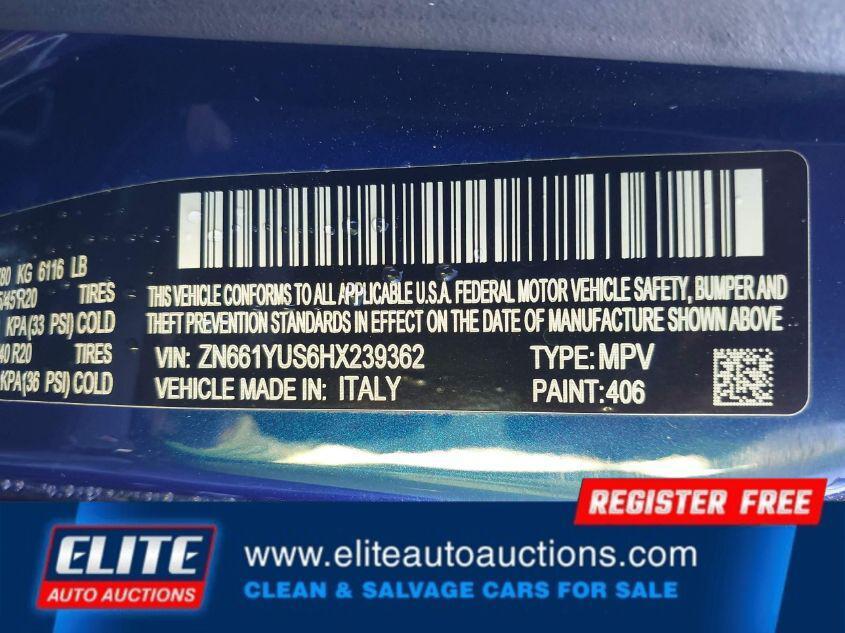 KG 6116 LB
TIRES
KPA(33 PSI) COLD
40 R20 TIRES
KPA(36 PSI) COLD
THIS VEHICLE CONFORMS TO ALL APPLICABLE U.S.A. FEDERAL MOTOR VEHICLE SAFETY, BUMPER AND
THEFT PREVENTION STANDARDS IN EFFECT ON THE DATE OF MANUFACTURE SHOWN ABOVE
VIN: ZN661YUS6HX239362 TYPE: MPV
VEHICLE MADE IN: ITALY PAINT:406
REGISTER FREE
ELITE
AUTO AUCTIONS
www.eliteautoauctions.com
CLEAN & SALVAGE CARS FOR SALE